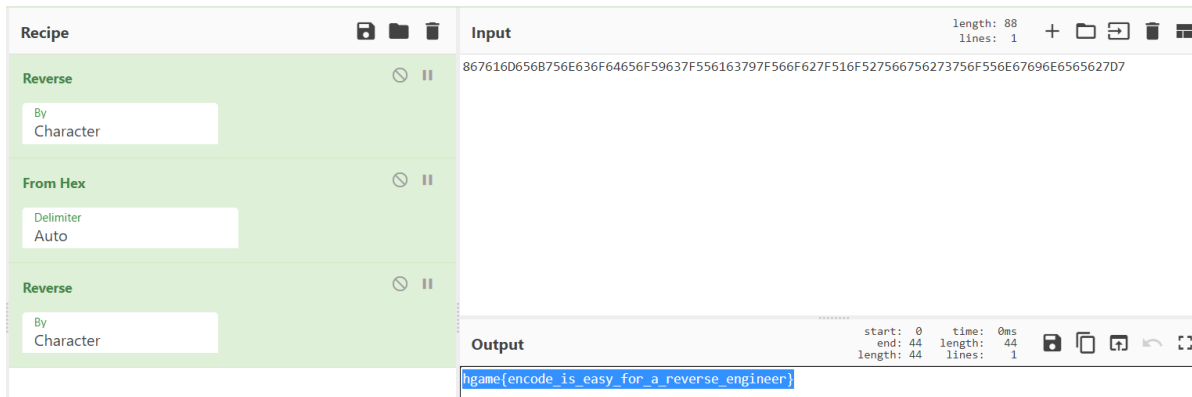 Recipe
Reverse
By
Character
From Hex
Delimiter
Auto
Reverse
By
Character
Input
length: 88
lines: 1
867616D656B756E636F64656F59637F556163797F566F627F516F527566756273756F556E67696E6565627D7
Output
start: 0 time: 0ms
end: 44 length: 44
length: 44 lines: 1
hgame{encode_is_easy_for_a_reverse_engineer}